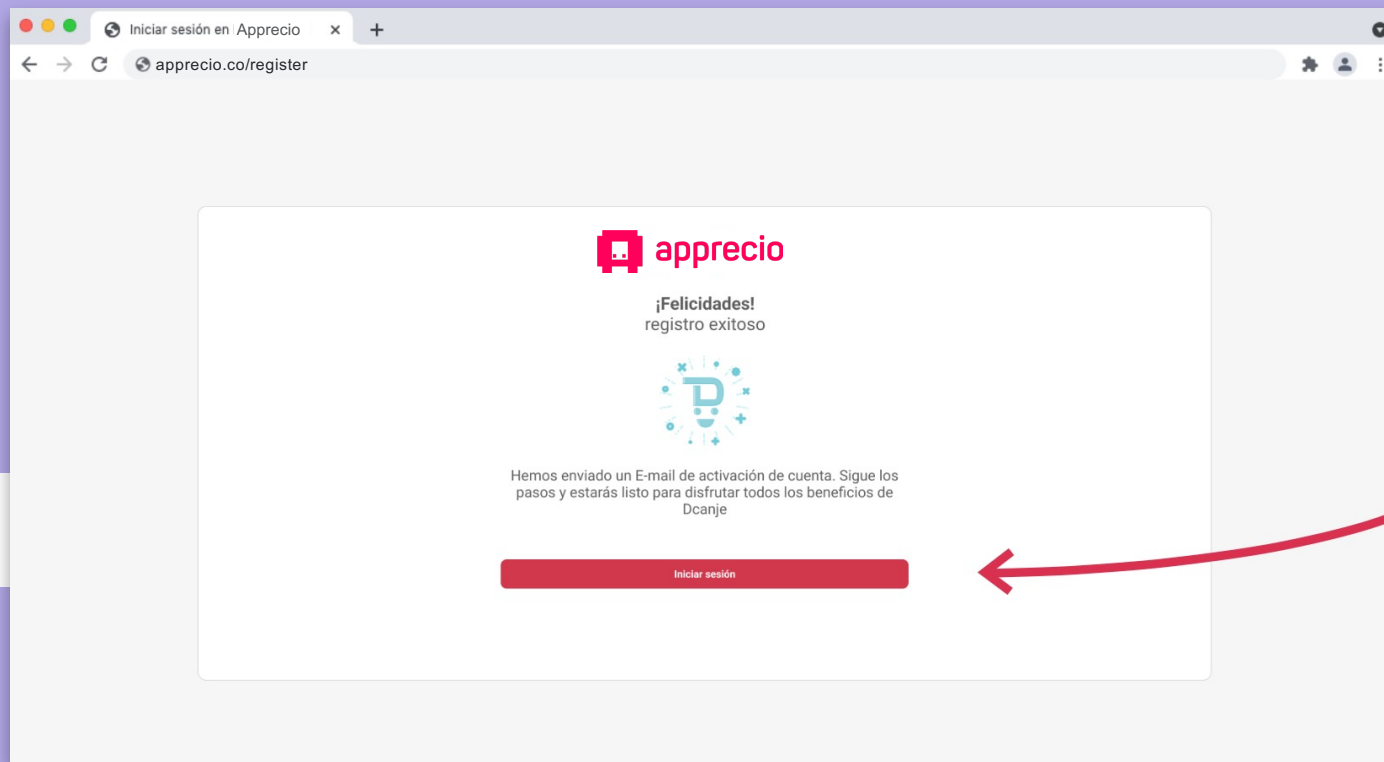 Iniciar sesión en Apprecio
apprecio.co/register
apprecio
¡Felicidades!
registro exitoso
Hemos enviado un E-mail de activación de cuenta. Sigue los
pasos y estarás listo para disfrutar todos los beneficios de
Dcanje
Iniciar sesión